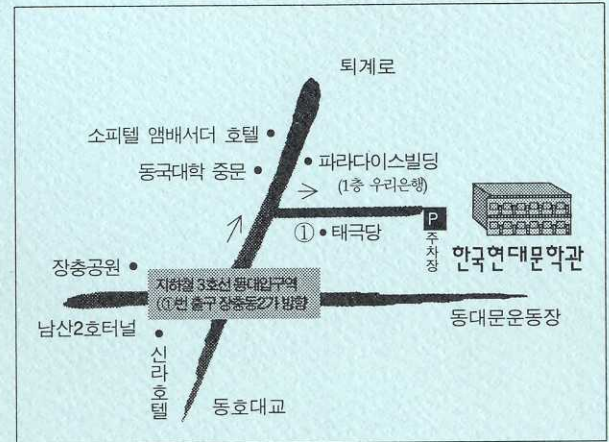 퇴계로
소피텔 앰배서더 호텔
동국대학 중문
파라다이스빌딩
(1층 우리은행)
① 태극당
P
주차장
한국현대문학관
장충공원
지하철 3호선 동대입구역
(①번 출구 장충동2가 방향
남산2호터널
동대문운동장
신라호텔
동호대교